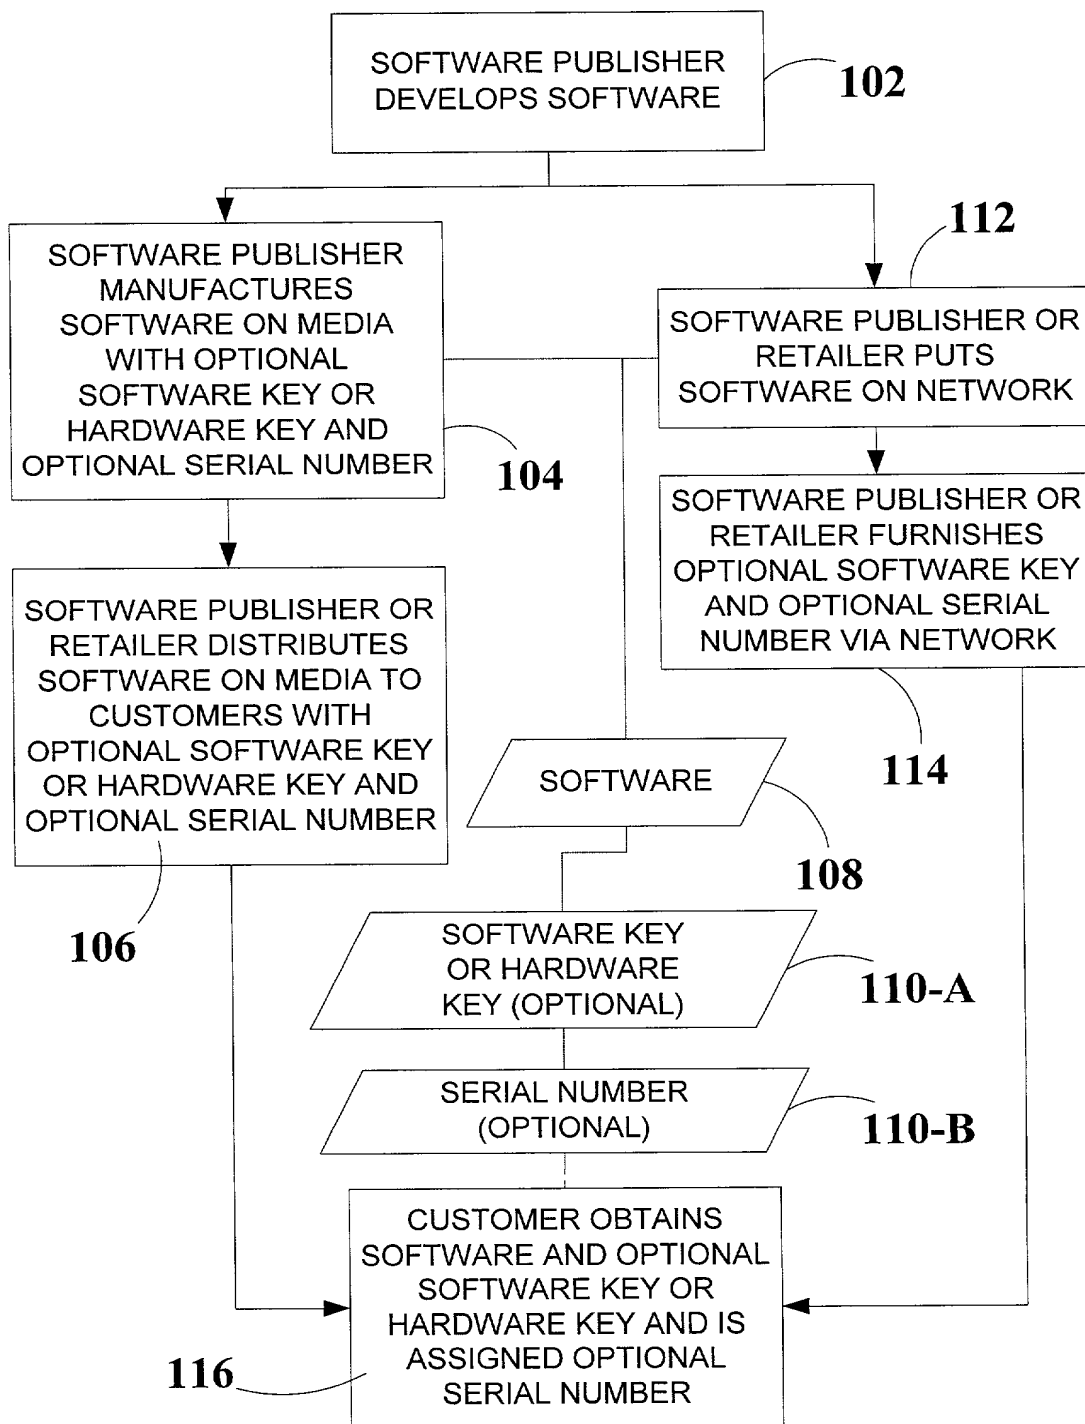 SOFTWARE PUBLISHER
DEVELOPS SOFTWARE
102
SOFTWARE PUBLISHER
MANUFACTURES
SOFTWARE ON MEDIA
WITH OPTIONAL
SOFTWARE KEY OR
HARDWARE KEY AND
OPTIONAL SERIAL NUMBER
104
112
SOFTWARE PUBLISHER OR
RETAILER PUTS
SOFTWARE ON NETWORK
SOFTWARE PUBLISHER OR
RETAILER FURNISHES
OPTIONAL SOFTWARE KEY
AND OPTIONAL SERIAL
NUMBER VIA NETWORK
114
SOFTWARE PUBLISHER OR
RETAILER DISTRIBUTES
SOFTWARE ON MEDIA TO
CUSTOMERS WITH
OPTIONAL SOFTWARE KEY
OR HARDWARE KEY AND
OPTIONAL SERIAL NUMBER
106
SOFTWARE
108
SOFTWARE KEY
OR HARDWARE
KEY (OPTIONAL)
110-A
SERIAL NUMBER
(OPTIONAL)
110-B
CUSTOMER OBTAINS
SOFTWARE AND OPTIONAL
SOFTWARE KEY OR
HARDWARE KEY AND IS
ASSIGNED OPTIONAL
SERIAL NUMBER
116